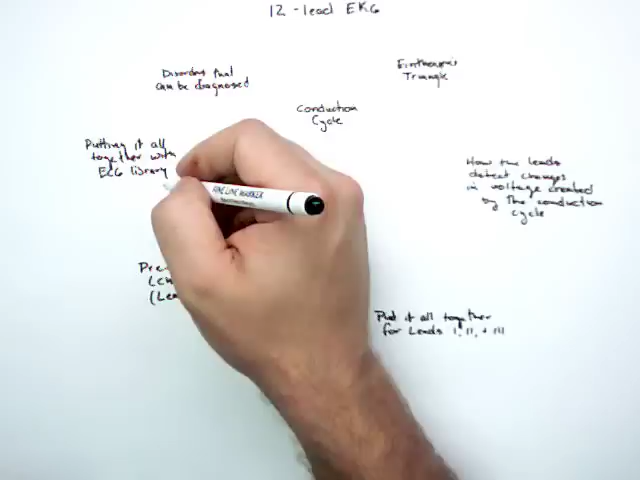 12-lead EKG
Disorders that
can be diagnosed
Einthoven's
Triangle
Conduction
Cycle
Putting it all
together with
ECG library
How the leads
detect changes
in voltage created
by the conduction
cycle
Put it all together
for Leads I, II, + III
FINE LINE MARKER